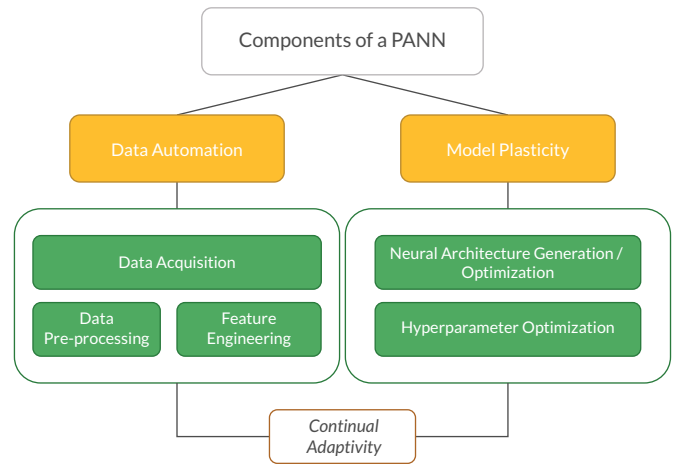 Components of a PANN
Data Automation
Model Plasticity
Data Acquisition
Data
Pre-processing
Feature
Engineering
Neural Architecture Generation /
Optimization
Hyperparameter Optimization
Continual
Adaptivity